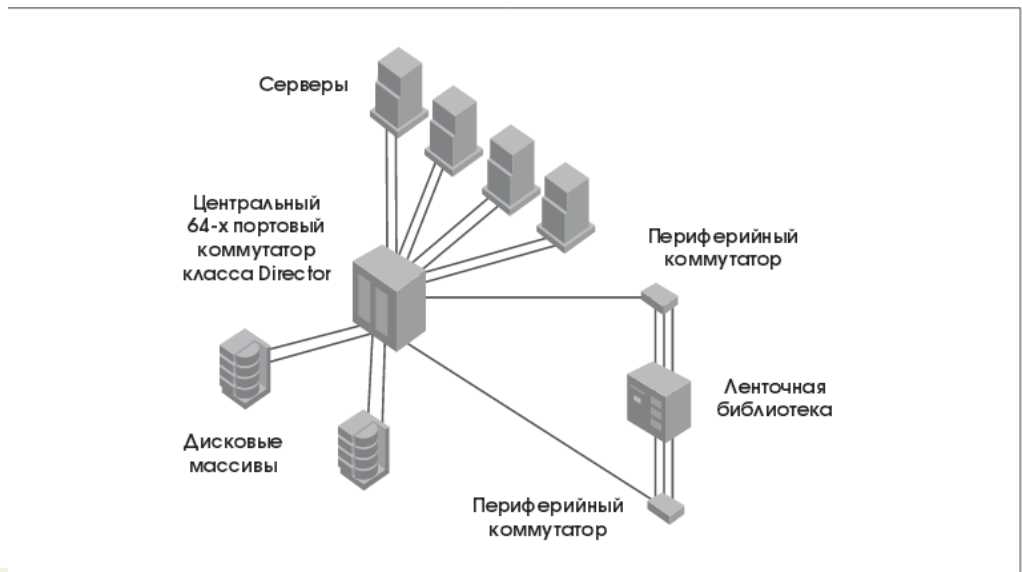 Серверы
Центральный
64-х портовый
коммутатор
класса Director
Периферийный
коммутатор
Ленточная
библиотека
Дисковые
массивы
Периферийный
коммутатор